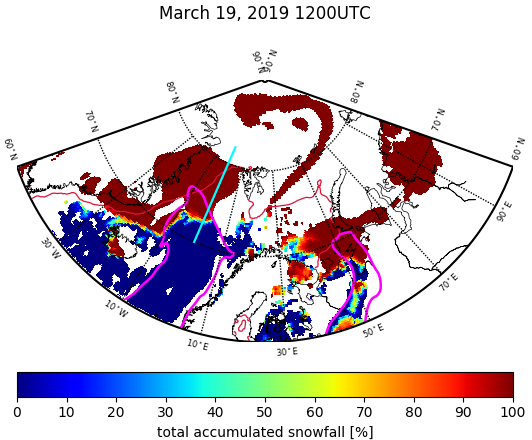 March 19, 2019 1200UTC
90°N 90°N
80°N 80°N
70°N 70°N
60°N 60°N
30°W 90°E
10°W 70°E
10°E 30°E 50°E
0 10 20 30 40 50 60 70 80 90 100
total accumulated snowfall [%]